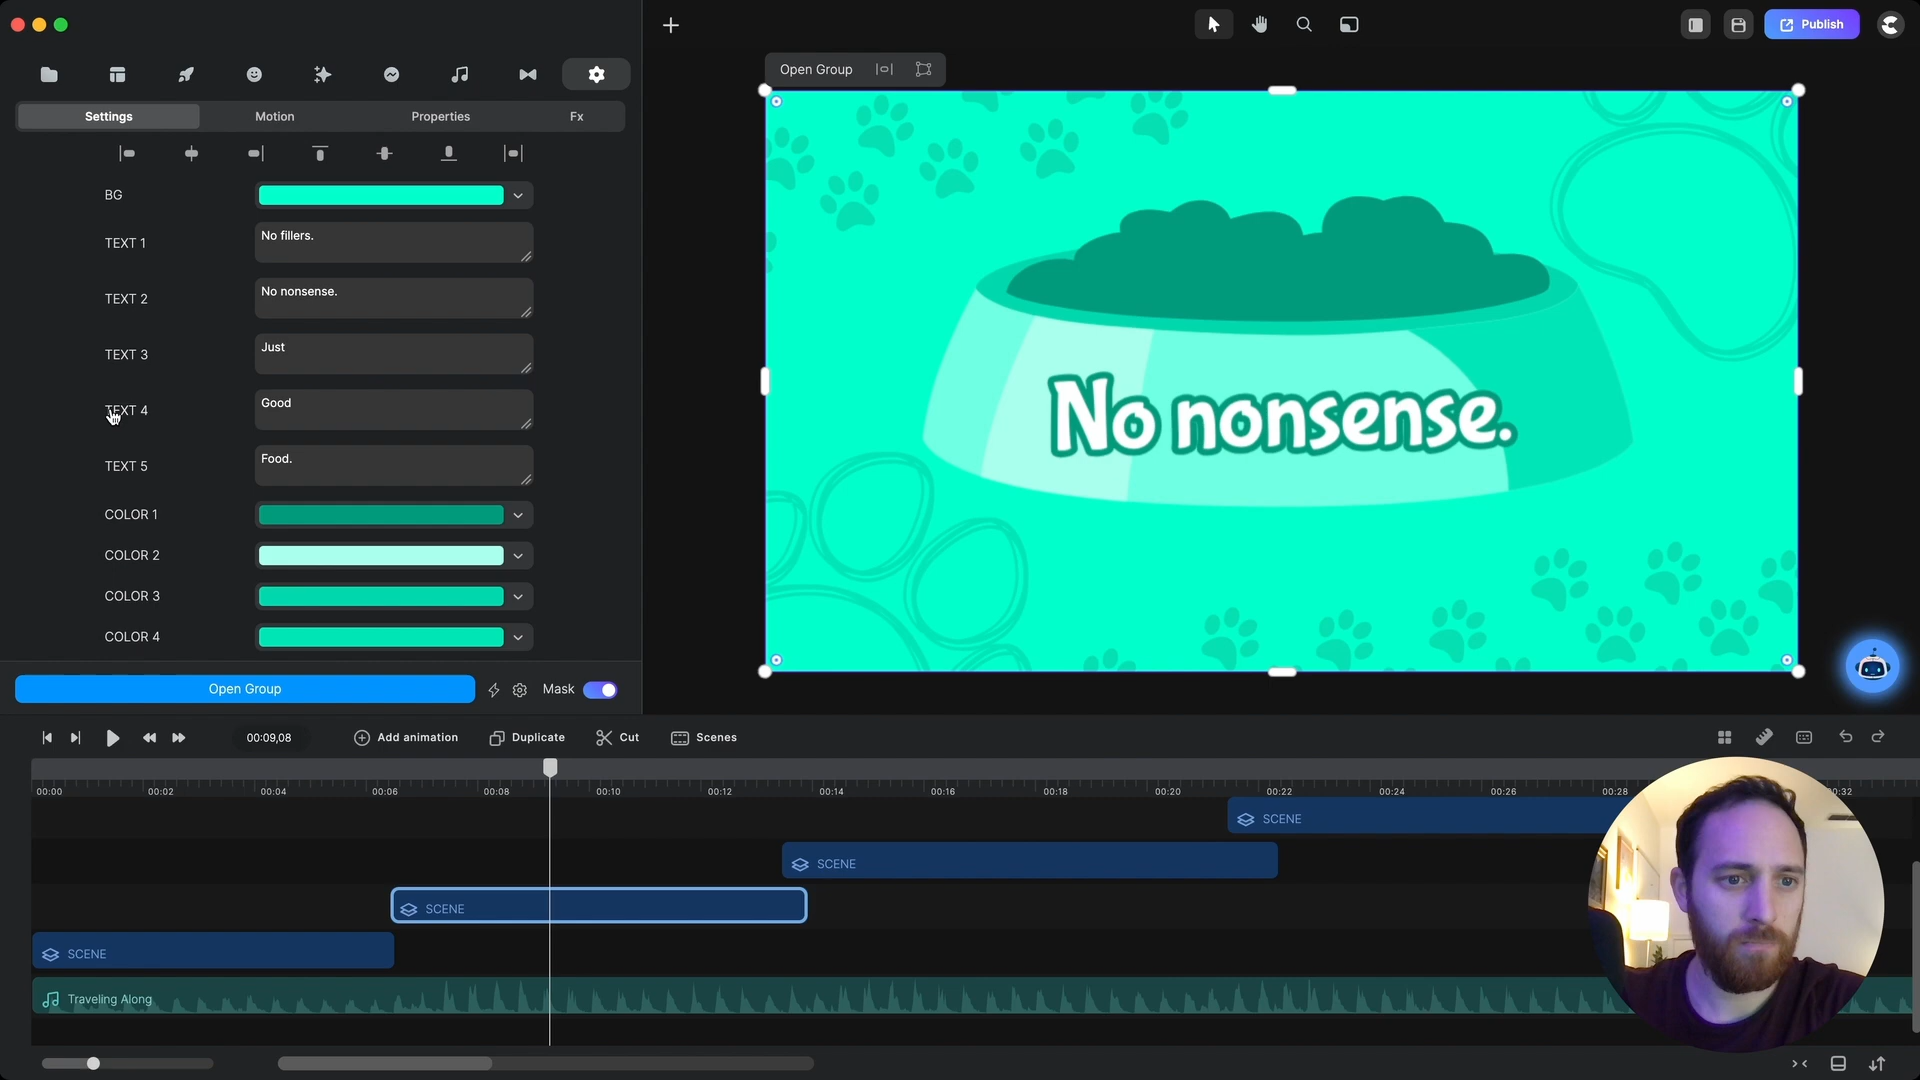 Publish
Open Group
Settings
Motion
Properties
Fx
BG
TEXT 1
No fillers.
TEXT 2
No nonsense.
TEXT 3
Just
TEXT 4
Good
TEXT 5
Food.
COLOR 1
COLOR 2
COLOR 3
COLOR 4
No nonsense.
Open Group
Mask
00:09,08
Add animation
Duplicate
Cut
Scenes
00:00
00:02
00:04
00:06
00:08
00:10
00:12
00:14
00:16
00:18
00:20
00:22
00:24
00:26
00:28
:32
SCENE
SCENE
SCENE
SCENE
Traveling Along